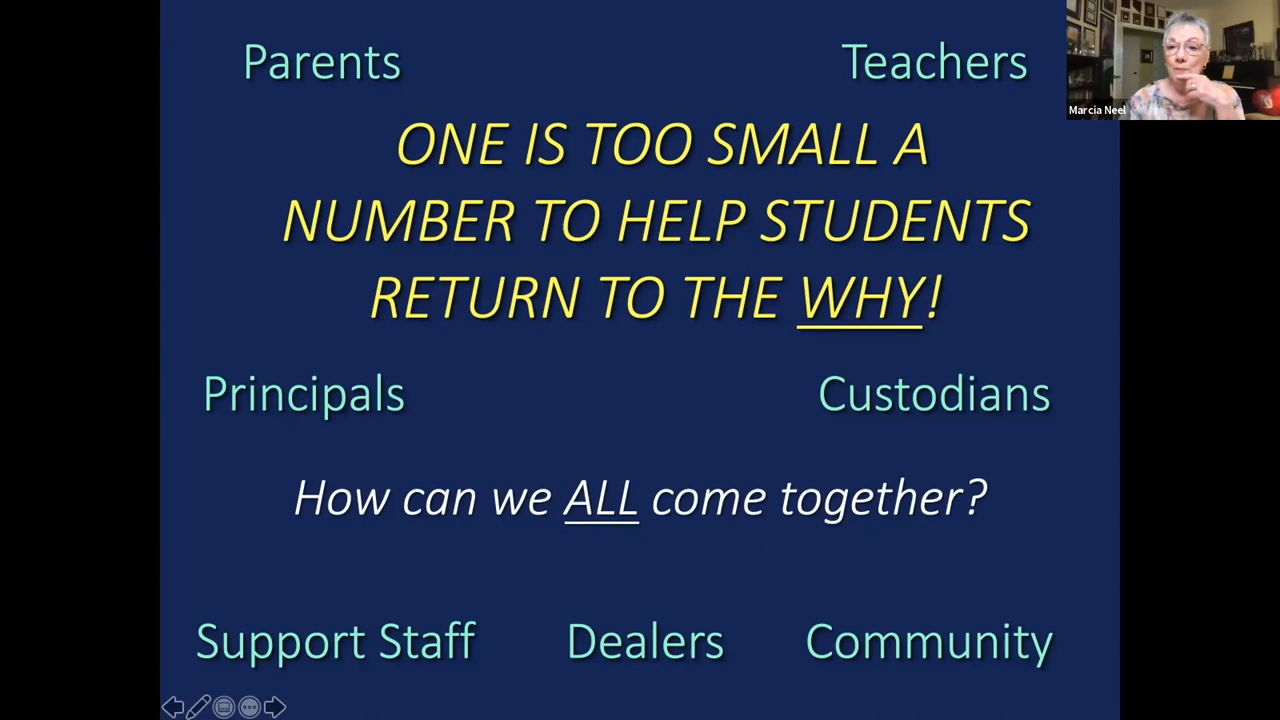 Parents Teachers
Marcia Neel
ONE IS TOO SMALL A
NUMBER TO HELP STUDENTS
RETURN TO THE WHY!
Principals Custodians
How can we ALL come together?
Support Staff Dealers Community